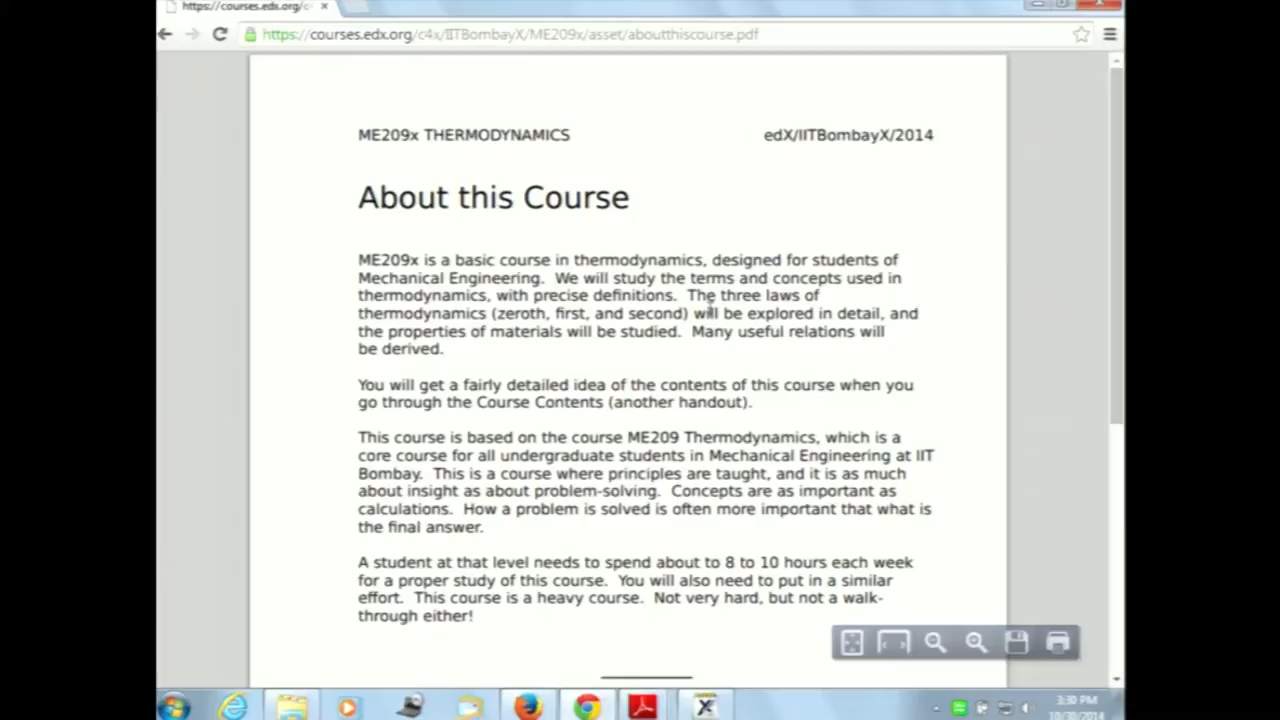 https://courses.edx.org/c
https://courses.edx.org/c4x/IITBombayX/ME209x/asset/aboutthiscourse.pdf
ME209x THERMODYNAMICS edX/IITBombayX/2014
About this Course
ME209x is a basic course in thermodynamics, designed for students of
Mechanical Engineering. We will study the terms and concepts used in
thermodynamics, with precise definitions. The three laws of
thermodynamics (zeroth, first, and second) will be explored in detail, and
the properties of materials will be studied. Many useful relations will
be derived.
You will get a fairly detailed idea of the contents of this course when you
go through the Course Contents (another handout).
This course is based on the course ME209 Thermodynamics, which is a
core course for all undergraduate students in Mechanical Engineering at IIT
Bombay. This is a course where principles are taught, and it is as much
about insight as about problem-solving. Concepts are as important as
calculations. How a problem is solved is often more important that what is
the final answer.
A student at that level needs to spend about to 8 to 10 hours each week
for a proper study of this course. You will also need to put in a similar
effort. This course is a heavy course. Not very hard, but not a walk-
through either!
3:30 PM
10/30/2014